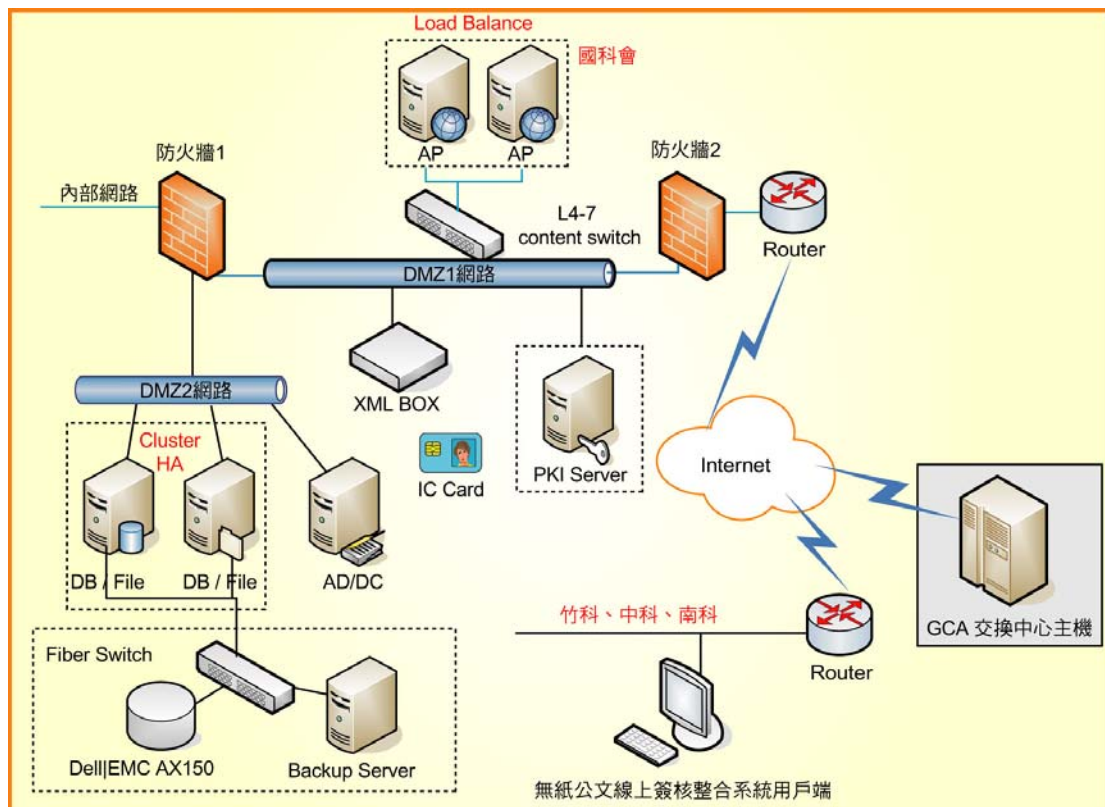 Load Balance
國科會
AP
AP
防火牆1
防火牆2
內部網路
L4-7
content switch
Router
DMZ1網路
XML BOX
PKI Server
DMZ2網路
Cluster
HA
IC Card
Internet
DB / File
DB / File
AD/DC
竹科、中科、南科
GCA 交換中心主機
Router
Fiber Switch
Dell|EMC AX150
Backup Server
無紙公文線上簽核整合系統用戶端